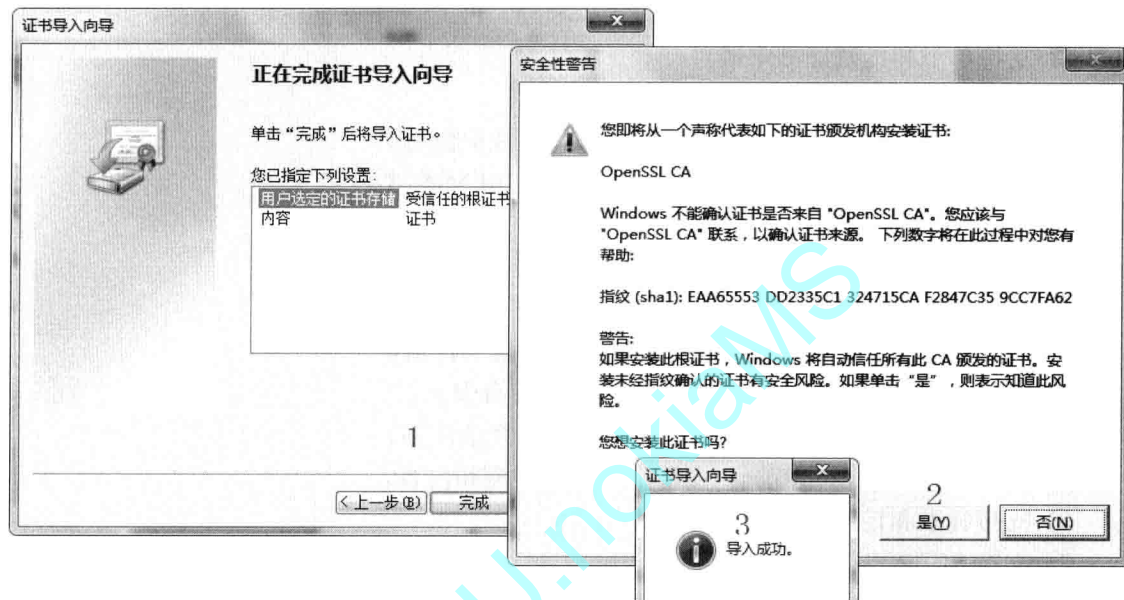 证书导入向导
正在完成证书导入向导
单击“完成”后将导入证书。
您已指定下列设置:
用户选定的证书存储 受信任的根证书
内容 证书
1
<上一步(B)
完成
安全性警告
您即将从一个声称代表如下的证书颁发机构安装证书:
OpenSSL CA
Windows 不能确认证书是否来自 "OpenSSL CA"。您应该与
"OpenSSL CA" 联系，以确认证书来源。 下列数字将在此过程中对您有
帮助:
指纹 (sha1): EAA65553 DD2335C1 324715CA F2847C35 9CC7FA62
警告:
如果安装此根证书，Windows 将自动信任所有此 CA 颁发的证书。安
装未经指纹确认的证书有安全风险。如果单击“是”，则表示知道此风
险。
您想安装此证书吗?
2
是(Y)
否(N)
证书导入向导
3
导入成功。
U.nokiaMS